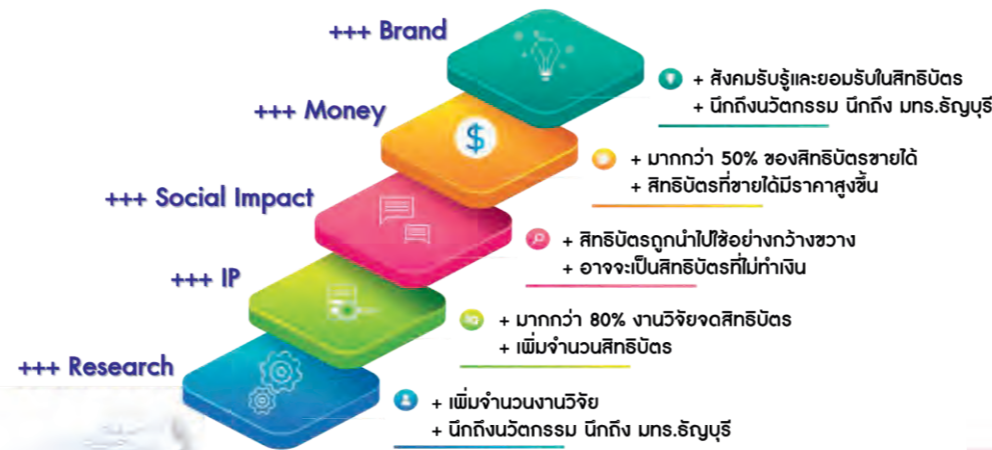 +++ Brand
+ สังคมรับรู้และยอมรับในสิทธิบัตร
+ นึกถึงนวัตกรรม นึกถึง มทร.ธัญบุรี
+++ Money
$
+ มากกว่า 50% ของสิทธิบัตรขายได้
+ สิทธิบัตรที่ขายได้มีราคาสูงขึ้น
+++ Social Impact
+ สิทธิบัตรถูกนำไปใช้อย่างกว้างขวาง
+ อาจจะเป็นสิทธิบัตรที่ไม่ทำเงิน
+++ IP
+ มากกว่า 80% งานวิจัยจดสิทธิบัตร
+ เพิ่มจำนวนสิทธิบัตร
+++ Research
+ เพิ่มจำนวนงานวิจัย
+ นึกถึงนวัตกรรม นึกถึง มทร.ธัญบุรี